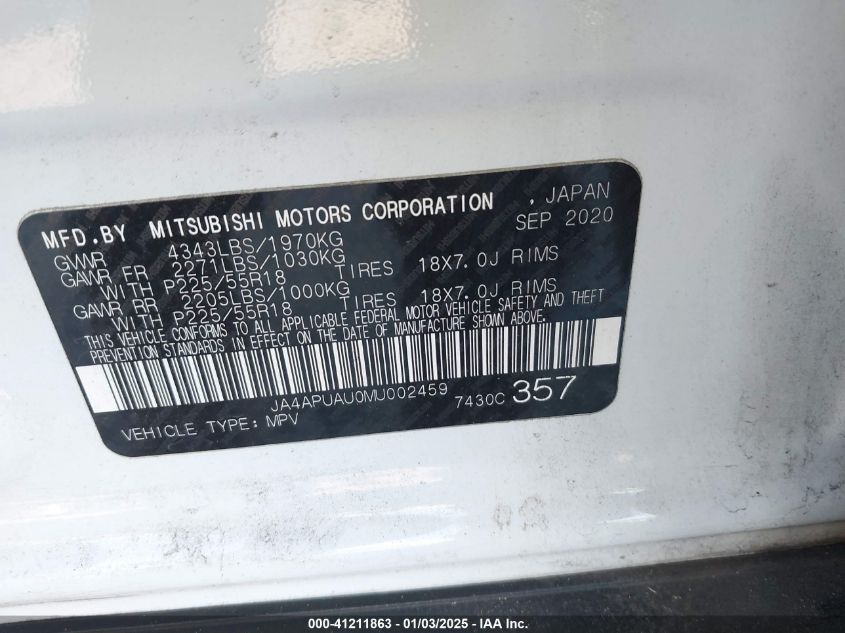 MFD.BY MITSUBISHI MOTORS CORPORATION , JAPAN
SEP 2020
GVWR 4343LBS/1970KG
GAWR FR 2271LBS/1030KG
WITH P225/55R18 TIRES 18X7.0J RIMS
GAWR RR 2205LBS/1000KG
WITH P225/55R18 TIRES 18X7.0J RIMS
THIS VEHICLE CONFORMS TO ALL APPLICABLE FEDERAL MOTOR VEHICLE SAFETY AND THEFT
PREVENTION STANDARDS IN EFFECT ON THE DATE OF MANUFACTURE SHOWN ABOVE.
JA4APUAU0MU002459 7430C 357
VEHICLE TYPE: MPV
000-41211863 - 01/03/2025 - IAA Inc.